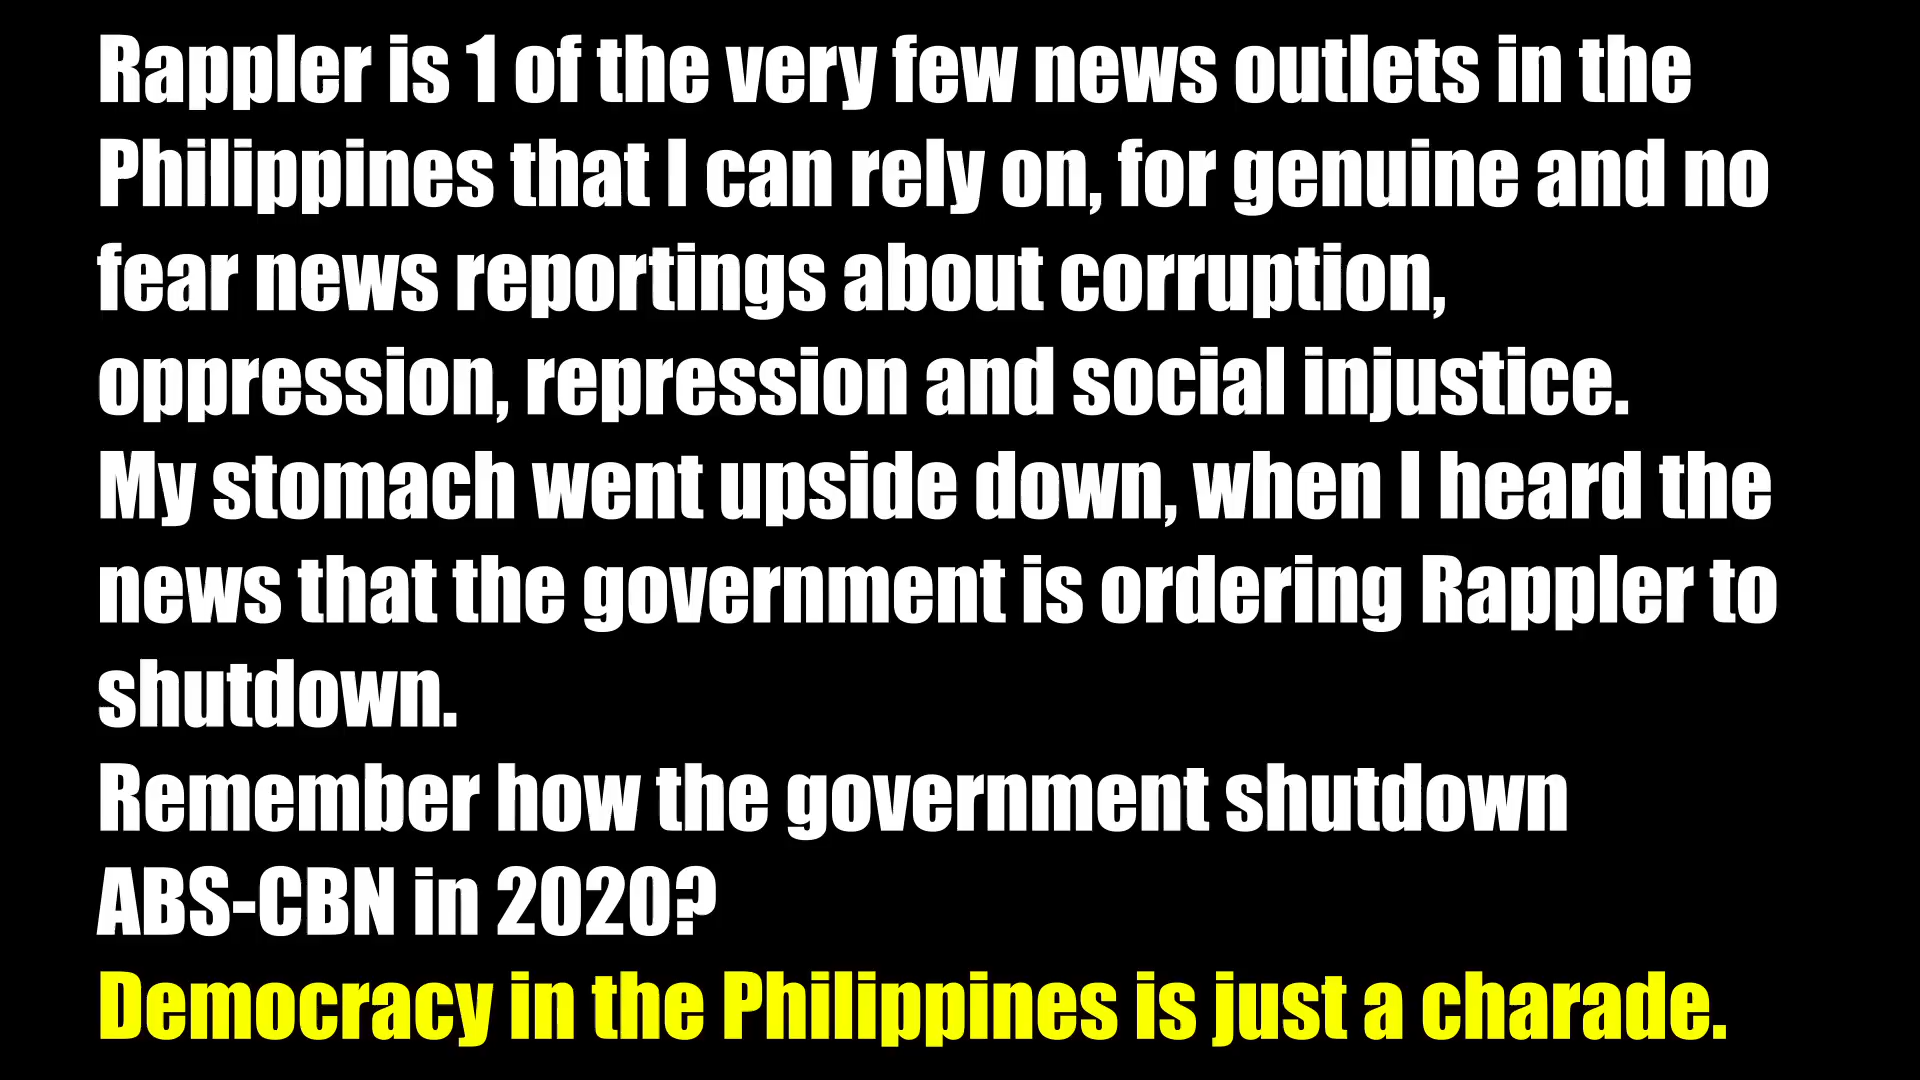 Rappler is 1 of the very few news outlets in the
Philippines that I can rely on, for genuine and no
fear news reportings about corruption,
oppression, repression and social injustice.
My stomach went upside down, when I heard the
news that the government is ordering Rappler to
shutdown.
Remember how the government shutdown
ABS-CBN in 2020?
Democracy in the Philippines is just a charade.